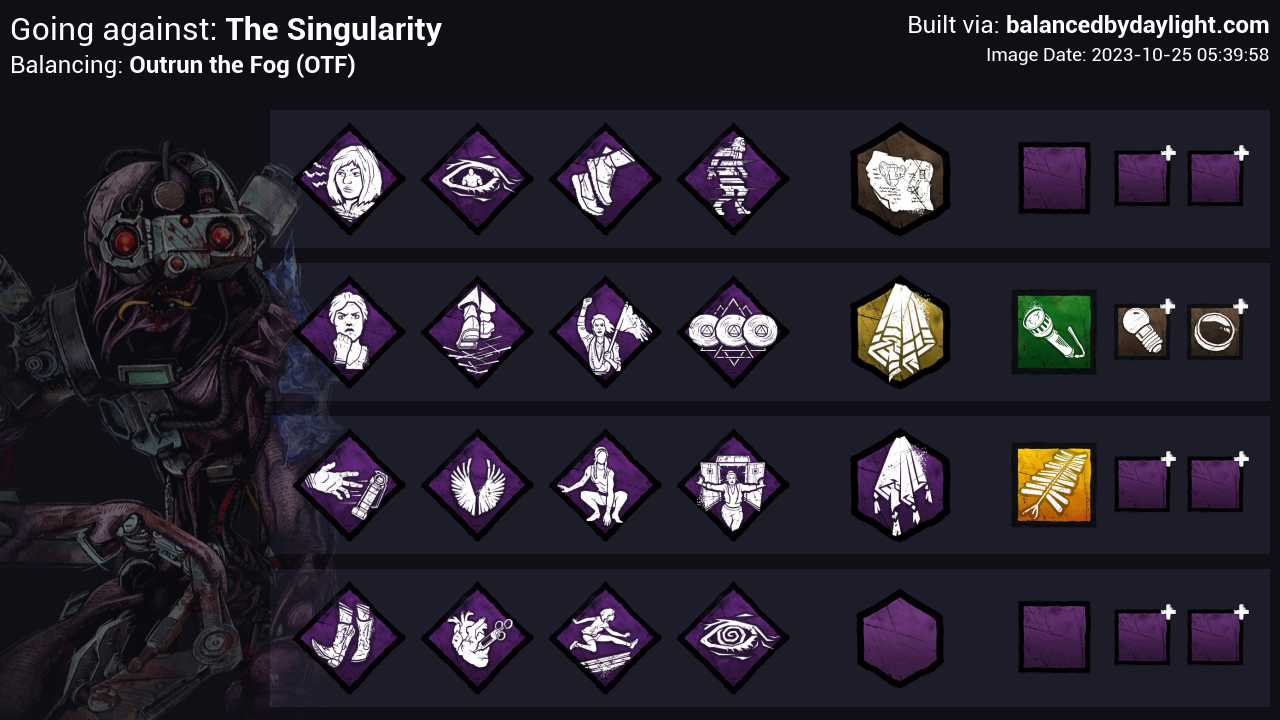 Going against: The Singularity
Balancing: Outrun the Fog (OTF)
Built via: balancedbydaylight.com
Image Date: 2023-10-25 05:39:58